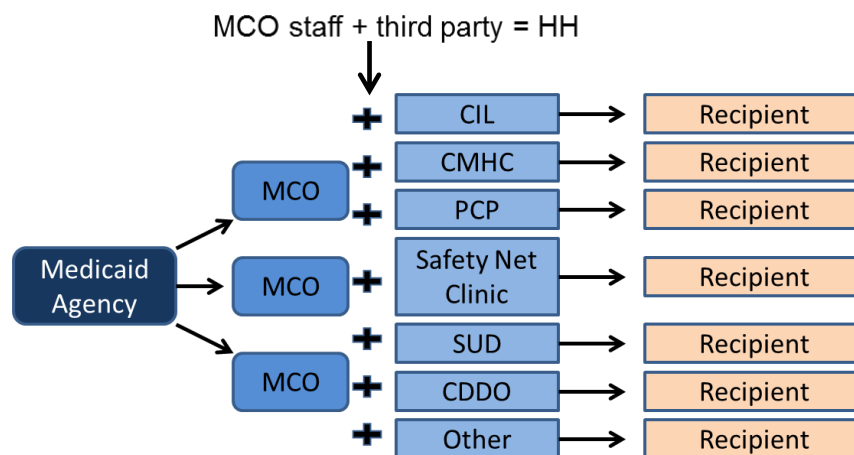 MCO staff + third party = HH
CIL
Recipient
CMHC
Recipient
MCO
PCP
Recipient
Medicaid
Agency
MCO
Safety Net
Clinic
Recipient
SUD
Recipient
MCO
CDDO
Recipient
Other
Recipient